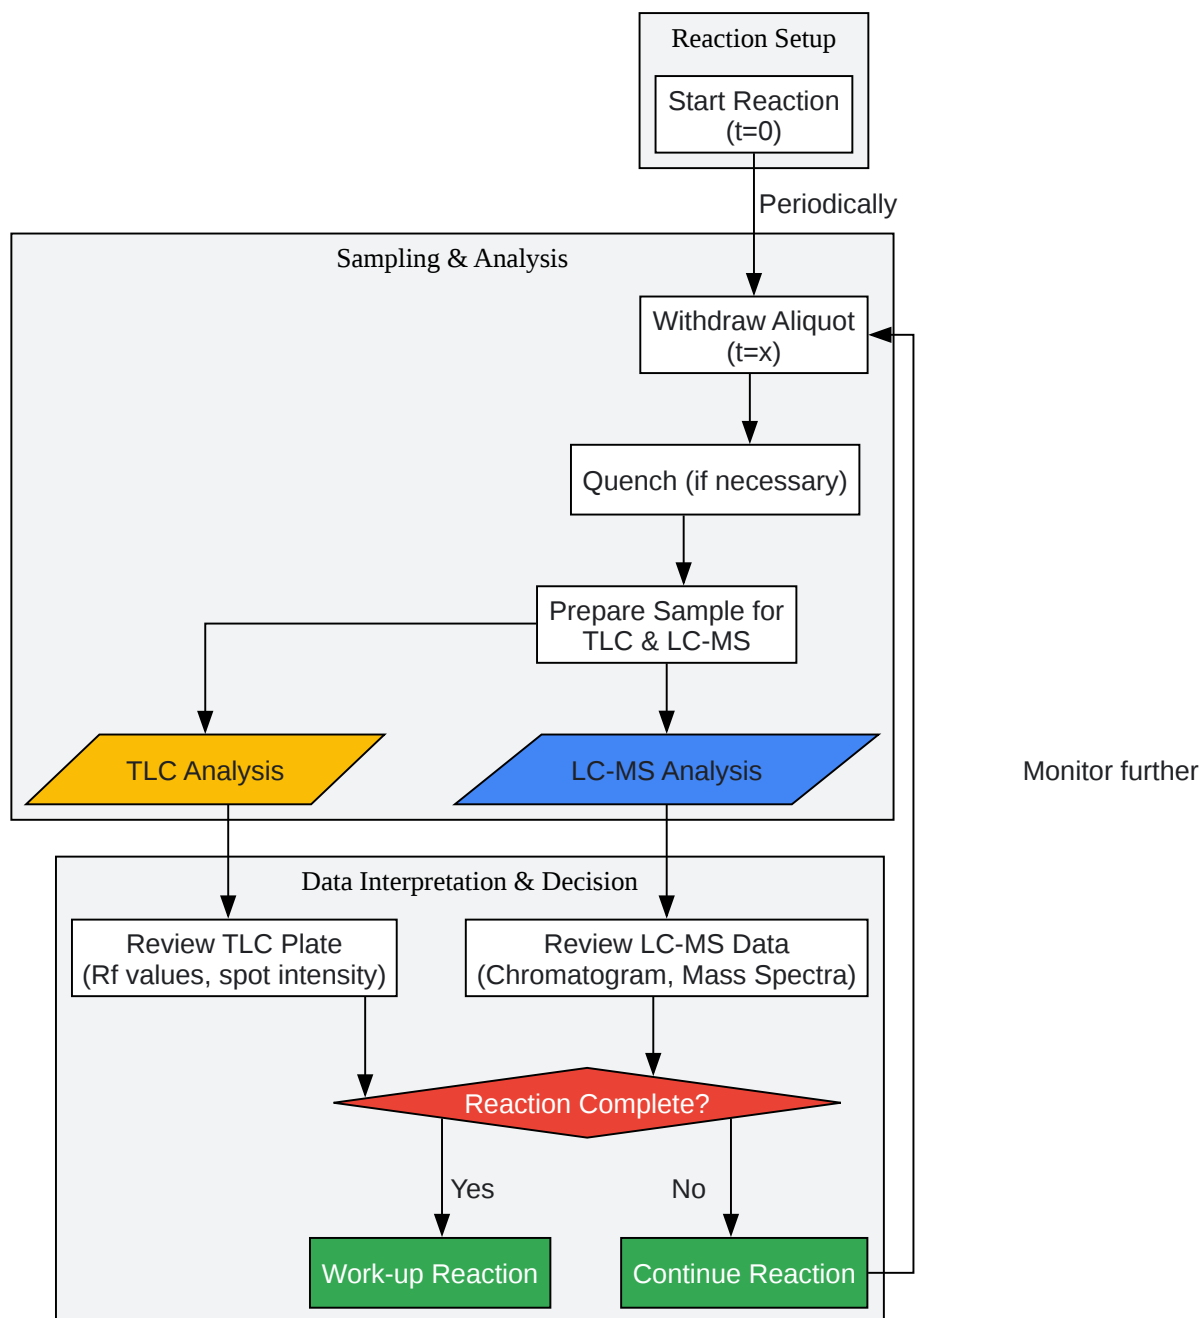 Reaction Setup
Start Reaction
(t=0)
Periodically
Sampling & Analysis
Withdraw Aliquot
(t=x)
Quench (if necessary)
Prepare Sample for
TLC & LC-MS
TLC Analysis
LC-MS Analysis
Monitor further
Data Interpretation & Decision
Review TLC Plate
(Rf values, spot intensity)
Review LC-MS Data
(Chromatogram, Mass Spectra)
Reaction Complete?
Yes
No
Work-up Reaction
Continue Reaction